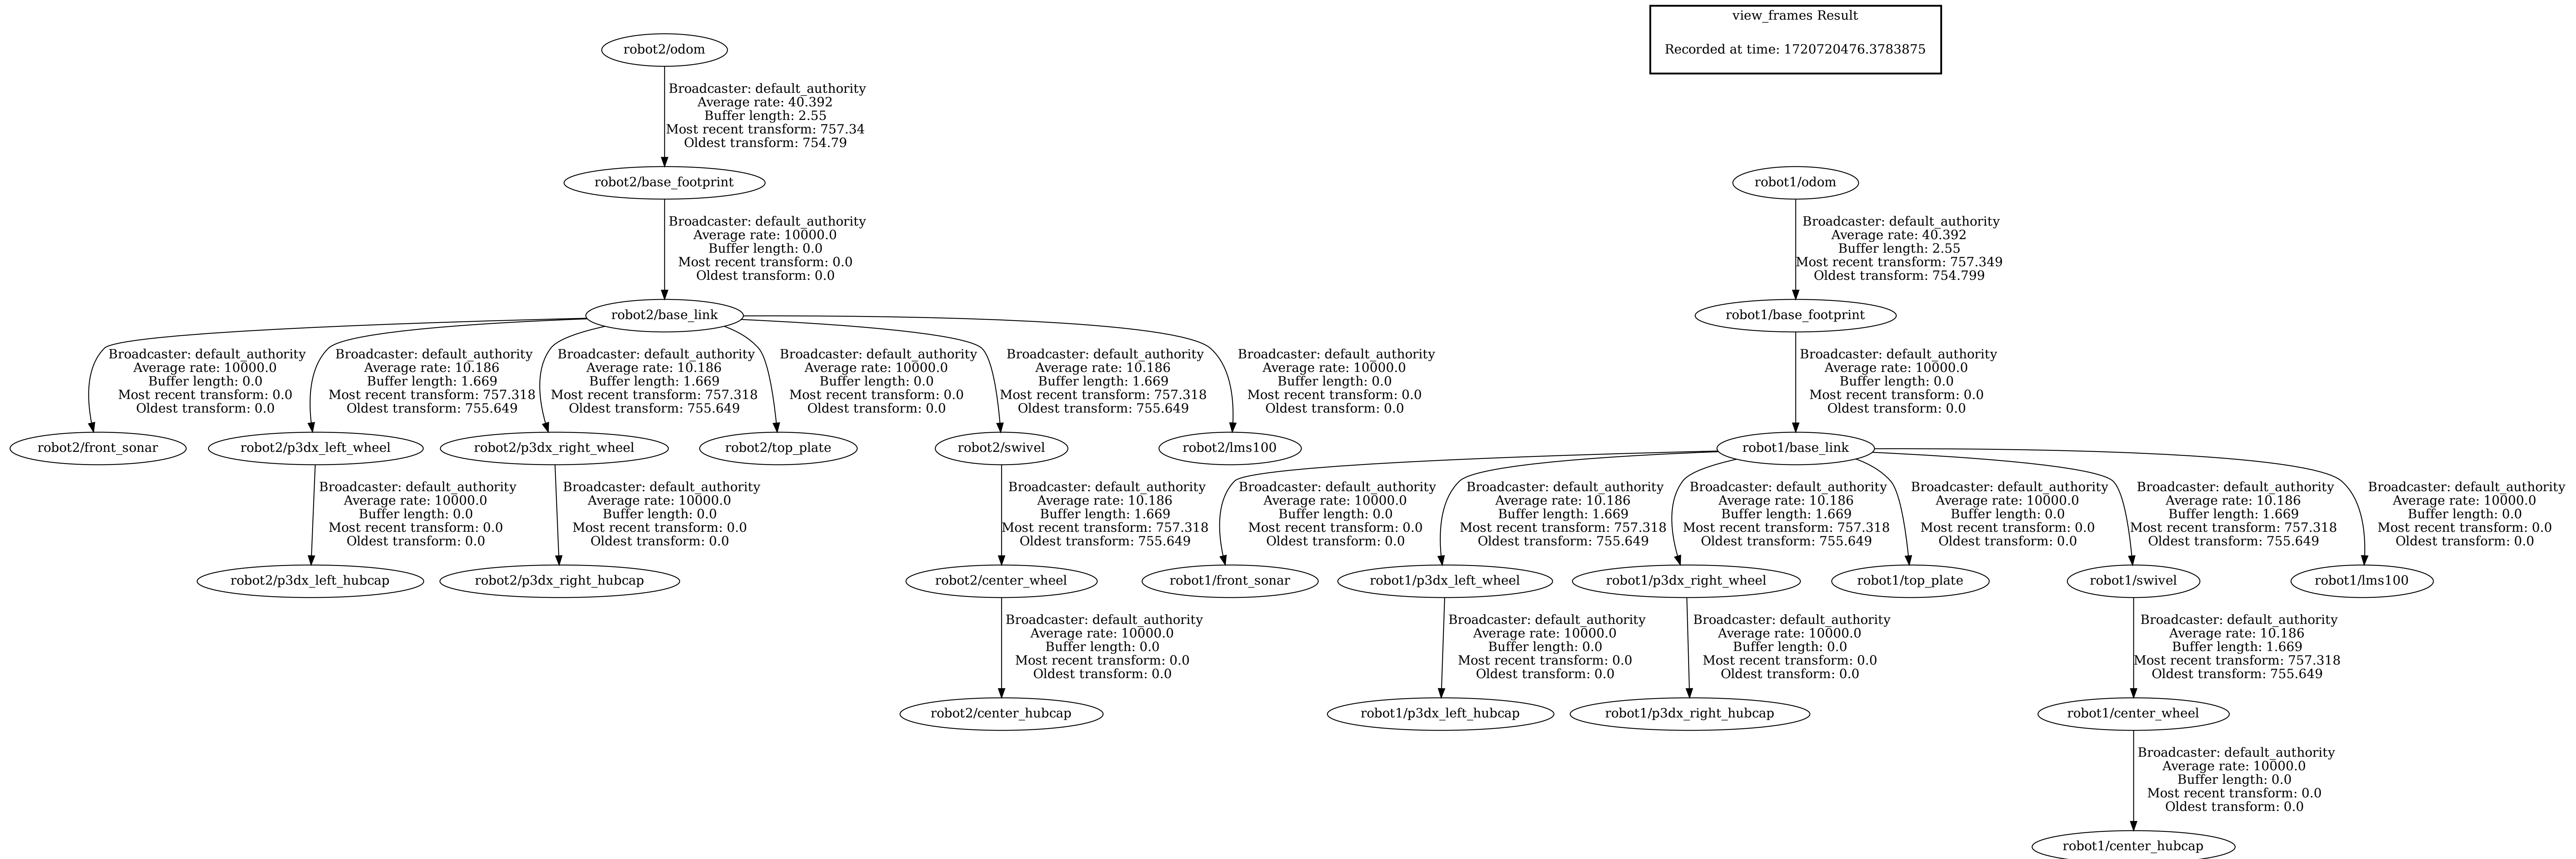 view_frames Result
Recorded at time: 1720720476.3783875
robot2/odom
Broadcaster: default_authority
Average rate: 40.392
Buffer length: 2.55
Most recent transform: 757.34
Oldest transform: 754.79
robot2/base_footprint
Broadcaster: default_authority
Average rate: 10000.0
Buffer length: 0.0
Most recent transform: 0.0
Oldest transform: 0.0
robot2/base_link
Broadcaster: default_authority
Average rate: 10000.0
Buffer length: 0.0
Most recent transform: 0.0
Oldest transform: 0.0
robot2/front_sonar
Broadcaster: default_authority
Average rate: 10.186
Buffer length: 1.669
Most recent transform: 757.318
Oldest transform: 755.649
robot2/p3dx_left_wheel
Broadcaster: default_authority
Average rate: 10000.0
Buffer length: 0.0
Most recent transform: 0.0
Oldest transform: 0.0
robot2/p3dx_left_hubcap
Broadcaster: default_authority
Average rate: 10.186
Buffer length: 1.669
Most recent transform: 757.318
Oldest transform: 755.649
robot2/p3dx_right_wheel
Broadcaster: default_authority
Average rate: 10000.0
Buffer length: 0.0
Most recent transform: 0.0
Oldest transform: 0.0
robot2/p3dx_right_hubcap
Broadcaster: default_authority
Average rate: 10000.0
Buffer length: 0.0
Most recent transform: 0.0
Oldest transform: 0.0
robot2/top_plate
Broadcaster: default_authority
Average rate: 10.186
Buffer length: 1.669
Most recent transform: 757.318
Oldest transform: 755.649
robot2/swivel
Broadcaster: default_authority
Average rate: 10.186
Buffer length: 1.669
Most recent transform: 757.318
Oldest transform: 755.649
robot2/center_wheel
Broadcaster: default_authority
Average rate: 10000.0
Buffer length: 0.0
Most recent transform: 0.0
Oldest transform: 0.0
robot2/center_hubcap
Broadcaster: default_authority
Average rate: 10000.0
Buffer length: 0.0
Most recent transform: 0.0
Oldest transform: 0.0
robot2/lms100
robot1/odom
Broadcaster: default_authority
Average rate: 40.392
Buffer length: 2.55
Most recent transform: 757.349
Oldest transform: 754.799
robot1/base_footprint
Broadcaster: default_authority
Average rate: 10000.0
Buffer length: 0.0
Most recent transform: 0.0
Oldest transform: 0.0
robot1/base_link
Broadcaster: default_authority
Average rate: 10000.0
Buffer length: 0.0
Most recent transform: 0.0
Oldest transform: 0.0
robot1/front_sonar
Broadcaster: default_authority
Average rate: 10.186
Buffer length: 1.669
Most recent transform: 757.318
Oldest transform: 755.649
robot1/p3dx_left_wheel
Broadcaster: default_authority
Average rate: 10000.0
Buffer length: 0.0
Most recent transform: 0.0
Oldest transform: 0.0
robot1/p3dx_left_hubcap
Broadcaster: default_authority
Average rate: 10.186
Buffer length: 1.669
Most recent transform: 757.318
Oldest transform: 755.649
robot1/p3dx_right_wheel
Broadcaster: default_authority
Average rate: 10000.0
Buffer length: 0.0
Most recent transform: 0.0
Oldest transform: 0.0
robot1/p3dx_right_hubcap
Broadcaster: default_authority
Average rate: 10000.0
Buffer length: 0.0
Most recent transform: 0.0
Oldest transform: 0.0
robot1/top_plate
Broadcaster: default_authority
Average rate: 10.186
Buffer length: 1.669
Most recent transform: 757.318
Oldest transform: 755.649
robot1/swivel
Broadcaster: default_authority
Average rate: 10.186
Buffer length: 1.669
Most recent transform: 757.318
Oldest transform: 755.649
robot1/center_wheel
Broadcaster: default_authority
Average rate: 10000.0
Buffer length: 0.0
Most recent transform: 0.0
Oldest transform: 0.0
robot1/center_hubcap
Broadcaster: default_authority
Average rate: 10000.0
Buffer length: 0.0
Most recent transform: 0.0
Oldest transform: 0.0
robot1/lms100